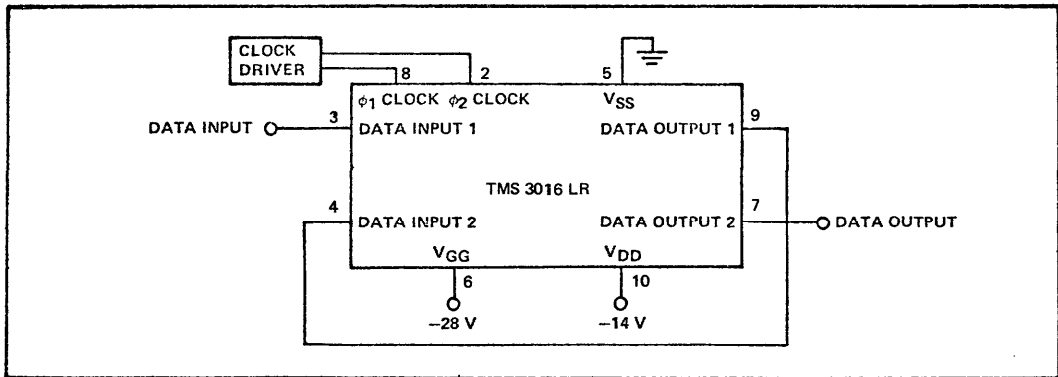 CLOCK
DRIVER
8
2
5
φ1 CLOCK φ2 CLOCK
VSS
DATA INPUT
3
DATA INPUT 1
DATA OUTPUT 1
9
TMS 3016 LR
4
DATA INPUT 2
DATA OUTPUT 2
7
DATA OUTPUT
VGG
VDD
6
10
−28 V
−14 V